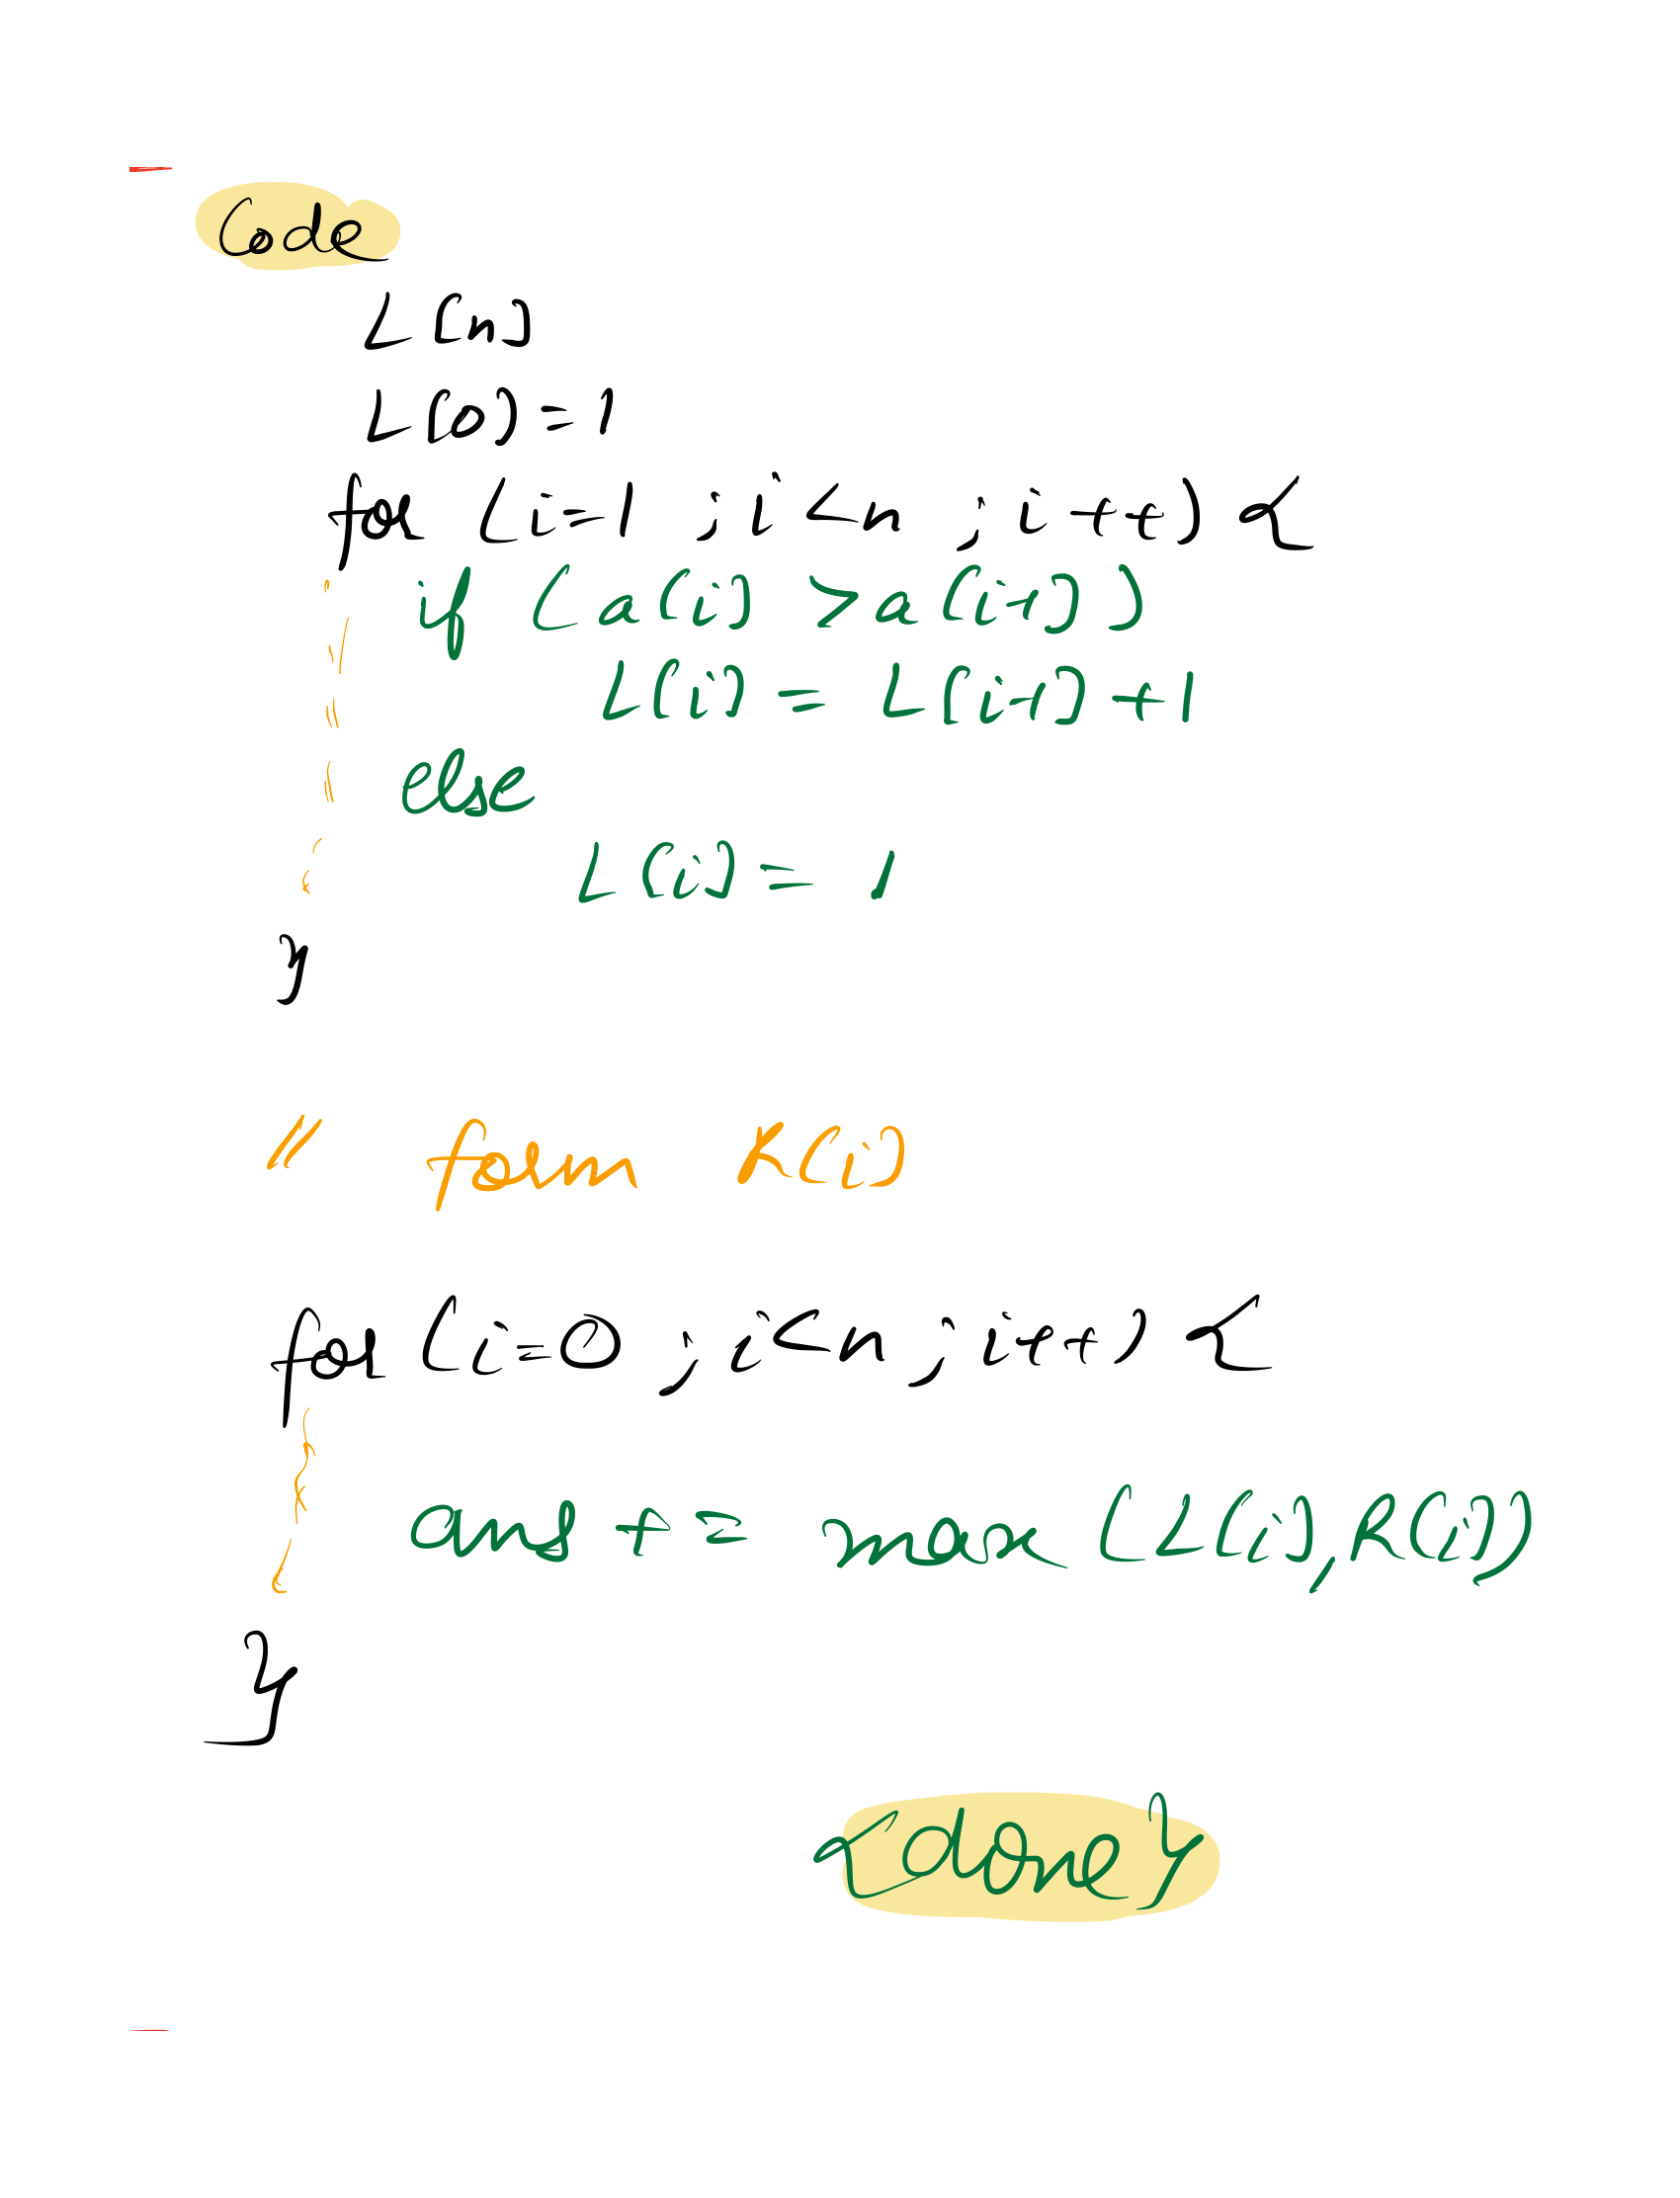 Code
L[n]
L[0] = 1
for (i=1 ; i<n ; i++) {
if (a[i] > a[i-1])
L[i] = L[i-1] + 1
else
L[i] = 1
}
// form R[i]
for (i=0 ; i<n ; i++) {
ans += max (L[i], R[i])
}
{done}